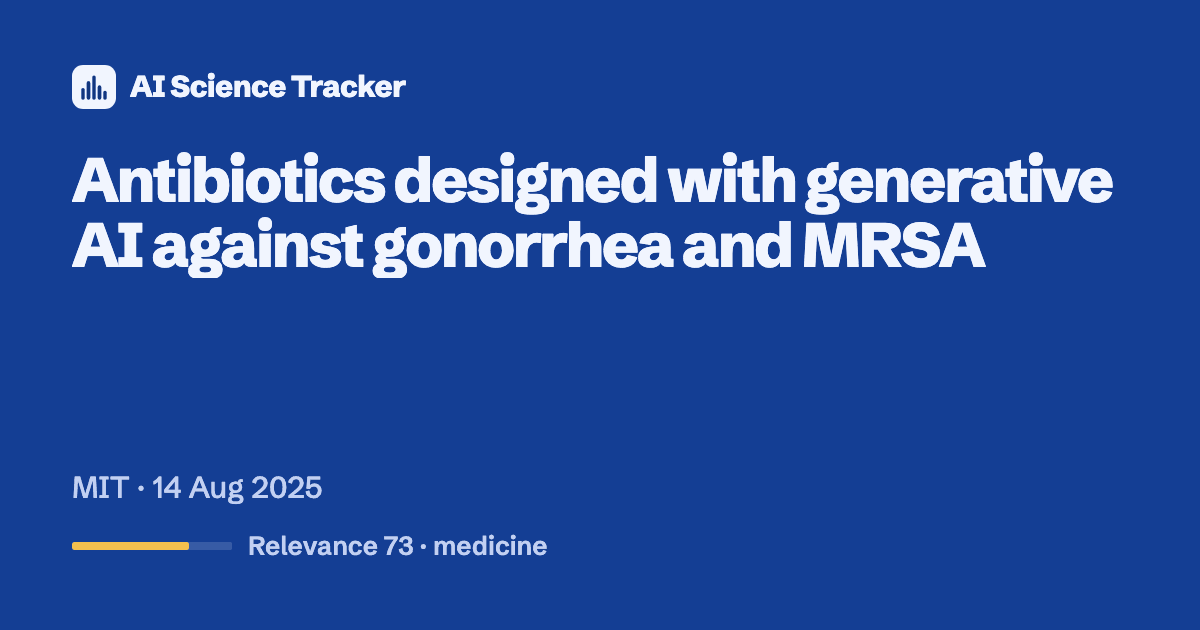 AI Science Tracker
Antibiotics designed with generative
AI against gonorrhea and MRSA
MIT · 14 Aug 2025
Relevance 73 · medicine